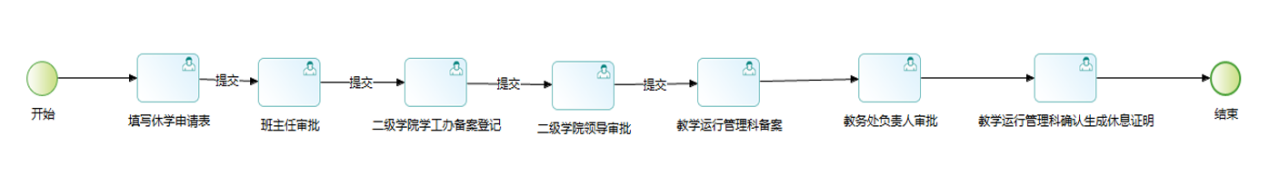 提交
提交
提交
提交
开始
填写休学申请表
班主任审批
二级学院学工办备案登记
二级学院领导审批
教学运行管理科备案
教务处负责人审批
教学运行管理科确认生成休息证明
结束